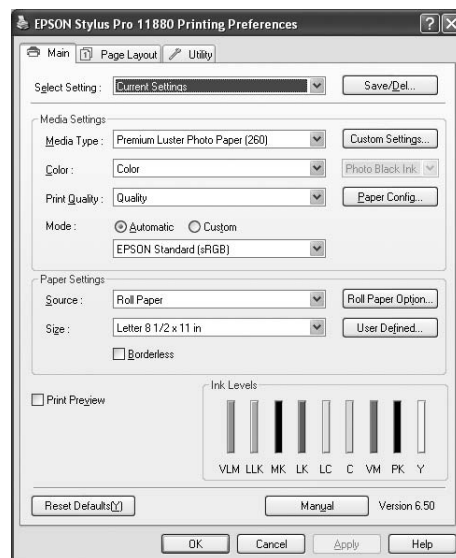 EPSON Stylus Pro 11880 Printing Preferences
Main Page Layout Utility
Select Setting : Current Settings Save/Del...
Media Settings
Media Type : Premium Luster Photo Paper (260) Custom Settings...
Color : Color Photo Black Ink
Print Quality : Quality Paper Config...
Mode : Automatic Custom
EPSON Standard (sRGB)
Paper Settings
Source : Roll Paper Roll Paper Option...
Size : Letter 8 1/2 x 11 in User Defined...
Borderless
Print Preview
Ink Levels
VLM LLK MK LK LC C VM PK Y
Reset Defaults(Y) Manual Version 6.50
OK Cancel Apply Help